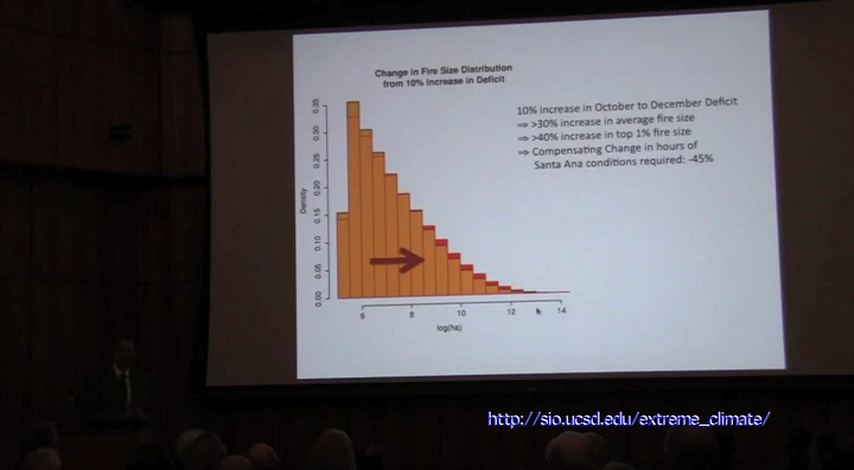 Change in Fire Size Distribution
from 10% Increase in Deficit
10% increase in October to December Deficit
⇒ >30% increase in average fire size
⇒ >40% increase in top 1% fire size
⇒ Compensating Change in hours of
Santa Ana conditions required: -45%
0.35
0.30
0.25
0.20
0.15
0.10
0.05
0.00
Density
6 8 10 12 14
log(ha)
http://sio.ucsd.edu/extreme_climate/